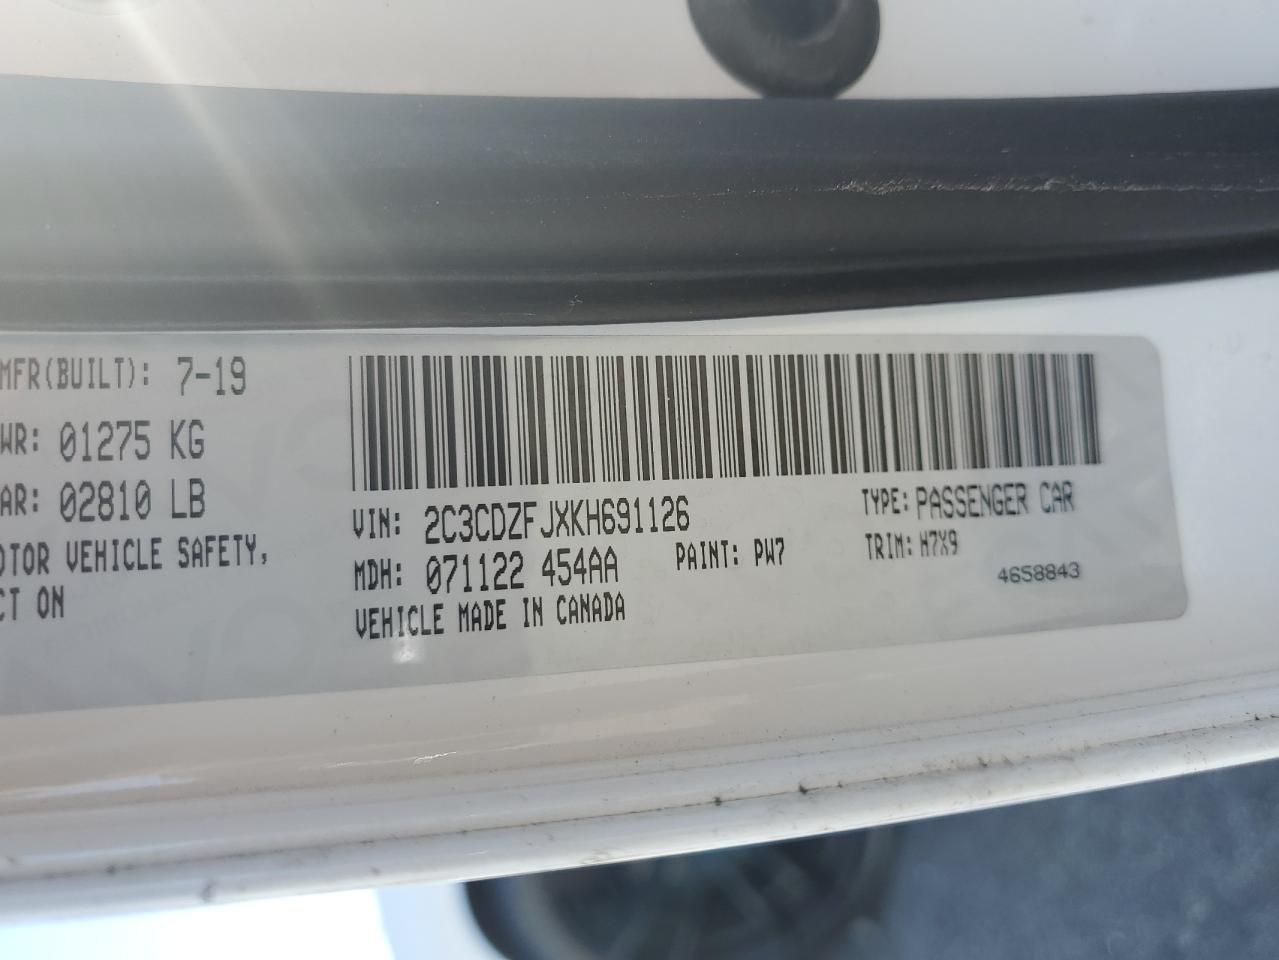 MFR(BUILT): 7-19
WR: 01275 KG
AR: 02810 LB
OTOR VEHICLE SAFETY,
CT ON
VIN: 2C3CDZFJXKH691126
TYPE: PASSENGER CAR
MDH: 071122 454AA
PAINT: PW7
TRIM: H7X9
VEHICLE MADE IN CANADA
4658843